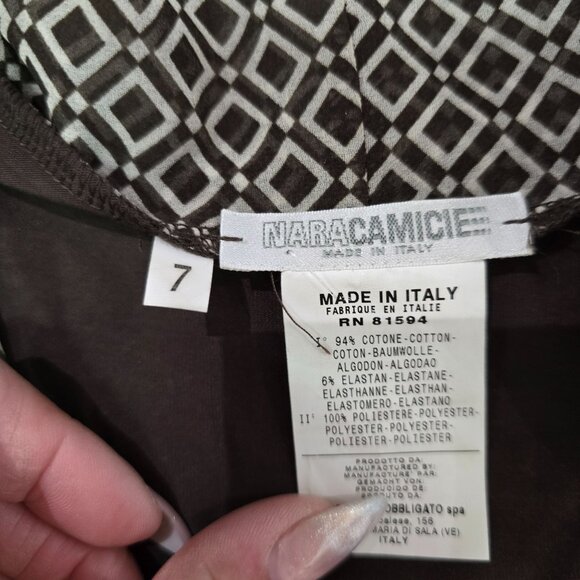 NARACAMICIE
MADE IN ITALY
7
MADE IN ITALY
FABRIQUE EN ITALIE
RN 81594
I° 94% COTONE-COTTON-
COTON-BAUMWOLLE-
ALGODON-ALGODAO
6% ELASTAN-ELASTANE-
ELASTHANNE-ELASTHAN-
ELASTOMERO-ELASTANO
II° 100% POLIESTERE-POLYESTER-
POLYESTER-POLYESTER-
POLIESTER-POLIESTER
PRODOTTO DA:
MANUFACTURED BY:
MANUFACTURE PAR:
GEMACHT VON:
PRODUCIDO DE:
DA:
OBBLIGATO spa
156
MARIA DI SALA (VE)
ITALY